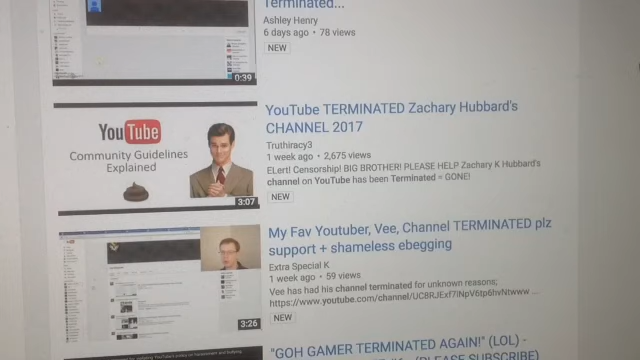 Terminated...
Ashley Henry
6 days ago • 78 views
NEW
0:39
YouTube
Community Guidelines
Explained
3:07
YouTube TERMINATED Zachary Hubbard's
CHANNEL 2017
Truthiracy3
1 week ago • 2,675 views
ELert! Censorship! BIG BROTHER! PLEASE HELP Zachary K Hubbard's
channel on YouTube has been Terminated = GONE!
NEW
3:26
My Fav Youtuber, Vee, Channel TERMINATED plz
support + shameless ebegging
Extra Special K
1 week ago • 59 views
Vee has had his channel terminated for unknown reasons;
https://www.youtube.com/channel/UCBRJExf7iNpV6tp6hvNtwww ...
NEW
"GOH GAMER TERMINATED AGAIN!" (LOL) -
(PLEASE SUBSCRIBE)